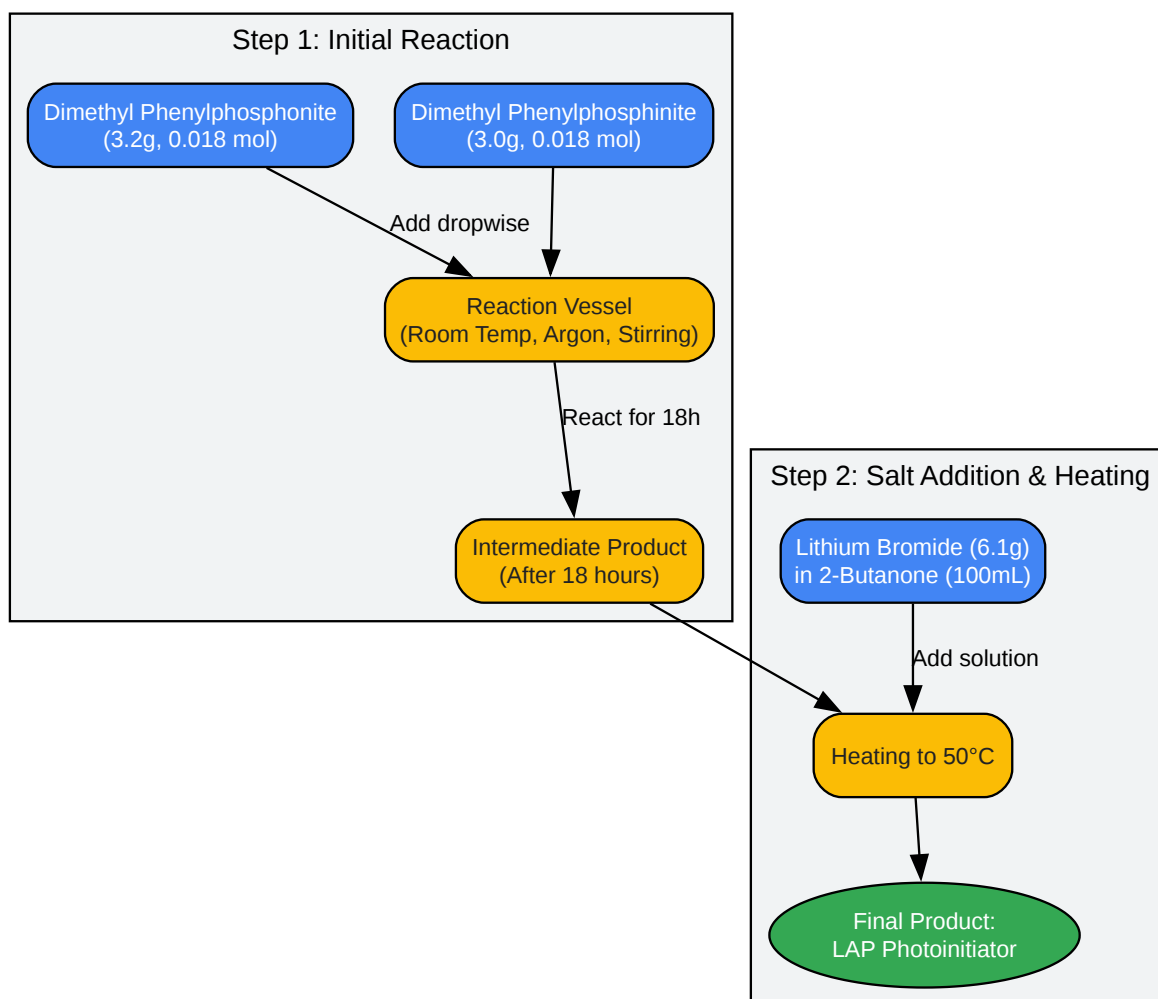 Step 1: Initial Reaction
Dimethyl Phenylphosphonite
(3.2g, 0.018 mol)
Dimethyl Phenylphosphinite
(3.0g, 0.018 mol)
Add dropwise
Reaction Vessel
(Room Temp, Argon, Stirring)
React for 18h
Intermediate Product
(After 18 hours)
Step 2: Salt Addition & Heating
Lithium Bromide (6.1g)
in 2-Butanone (100mL)
Add solution
Heating to 50°C
Final Product:
LAP Photoinitiator